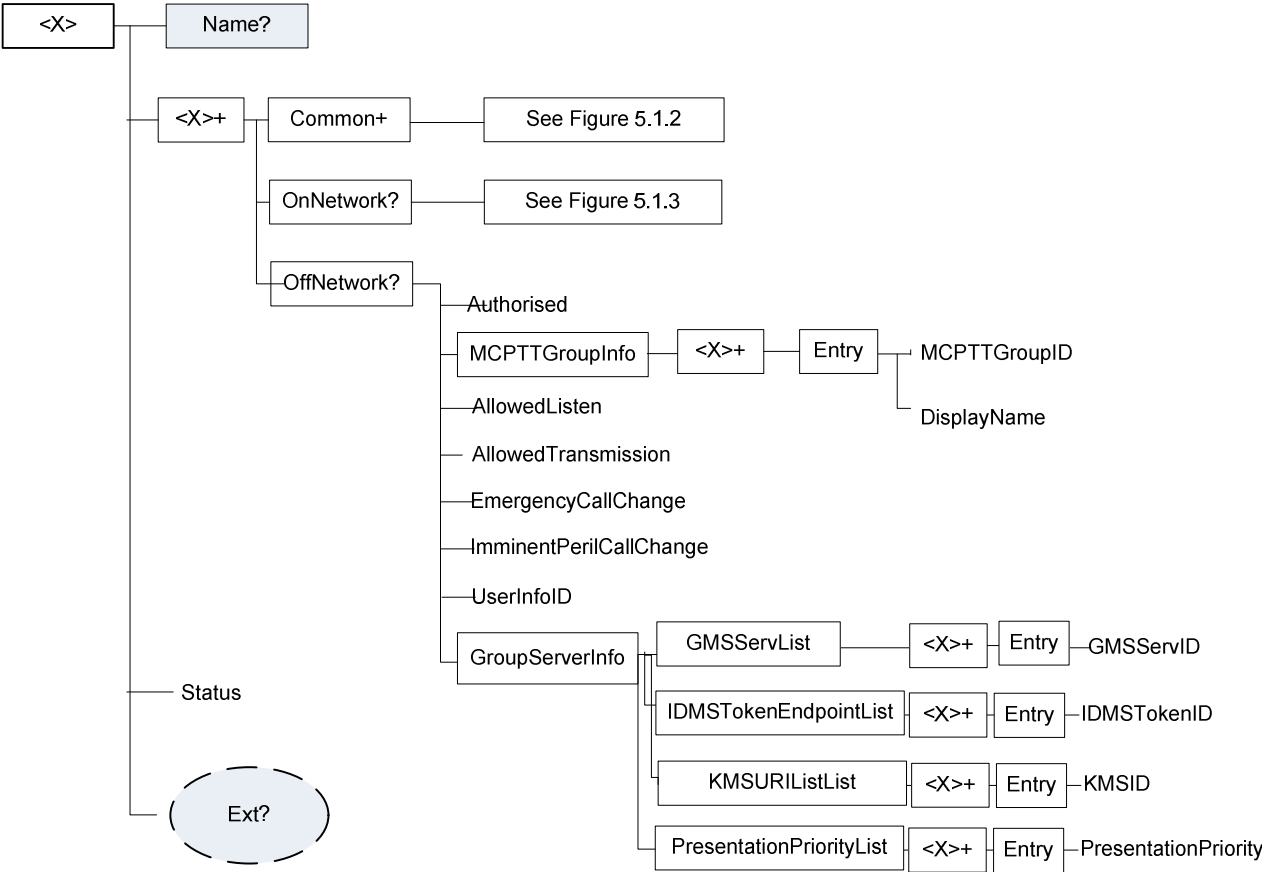 <X>
Name?
<X>+
Common+
See Figure 5.1.2
OnNetwork?
See Figure 5.1.3
OffNetwork?
Authorised
MCPTTGroupInfo
<X>+
Entry
MCPTTGroupID
DisplayName
AllowedListen
AllowedTransmission
EmergencyCallChange
ImminentPerilCallChange
UserInfoID
GroupServerInfo
GMSServList
<X>+
Entry
GMSServID
IDMSTokenEndpointList
<X>+
Entry
IDMSTokenID
KMSURIListList
<X>+
Entry
KMSID
PresentationPriorityList
<X>+
Entry
PresentationPriority
Status
Ext?